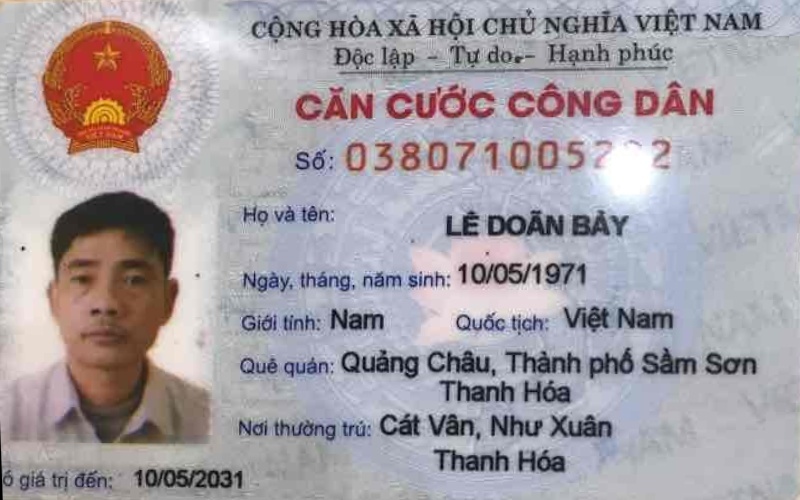 CỘNG HÒA XÃ HỘI CHỦ NGHĨA VIỆT NAM
Độc lập - Tự do - Hạnh phúc
CĂN CƯỚC CÔNG DÂN
Số:
Họ và tên: LÊ DOÃN BẢY
Ngày, tháng, năm sinh: 10/05/1971
Giới tính: Nam Quốc tịch: Việt Nam
Quê quán: Quảng Châu, Thành phố Sầm Sơn
Thanh Hóa
Nơi thường trú: Cát Vân, Như Xuân
Thanh Hóa
giá trị đến: 10/05/2031